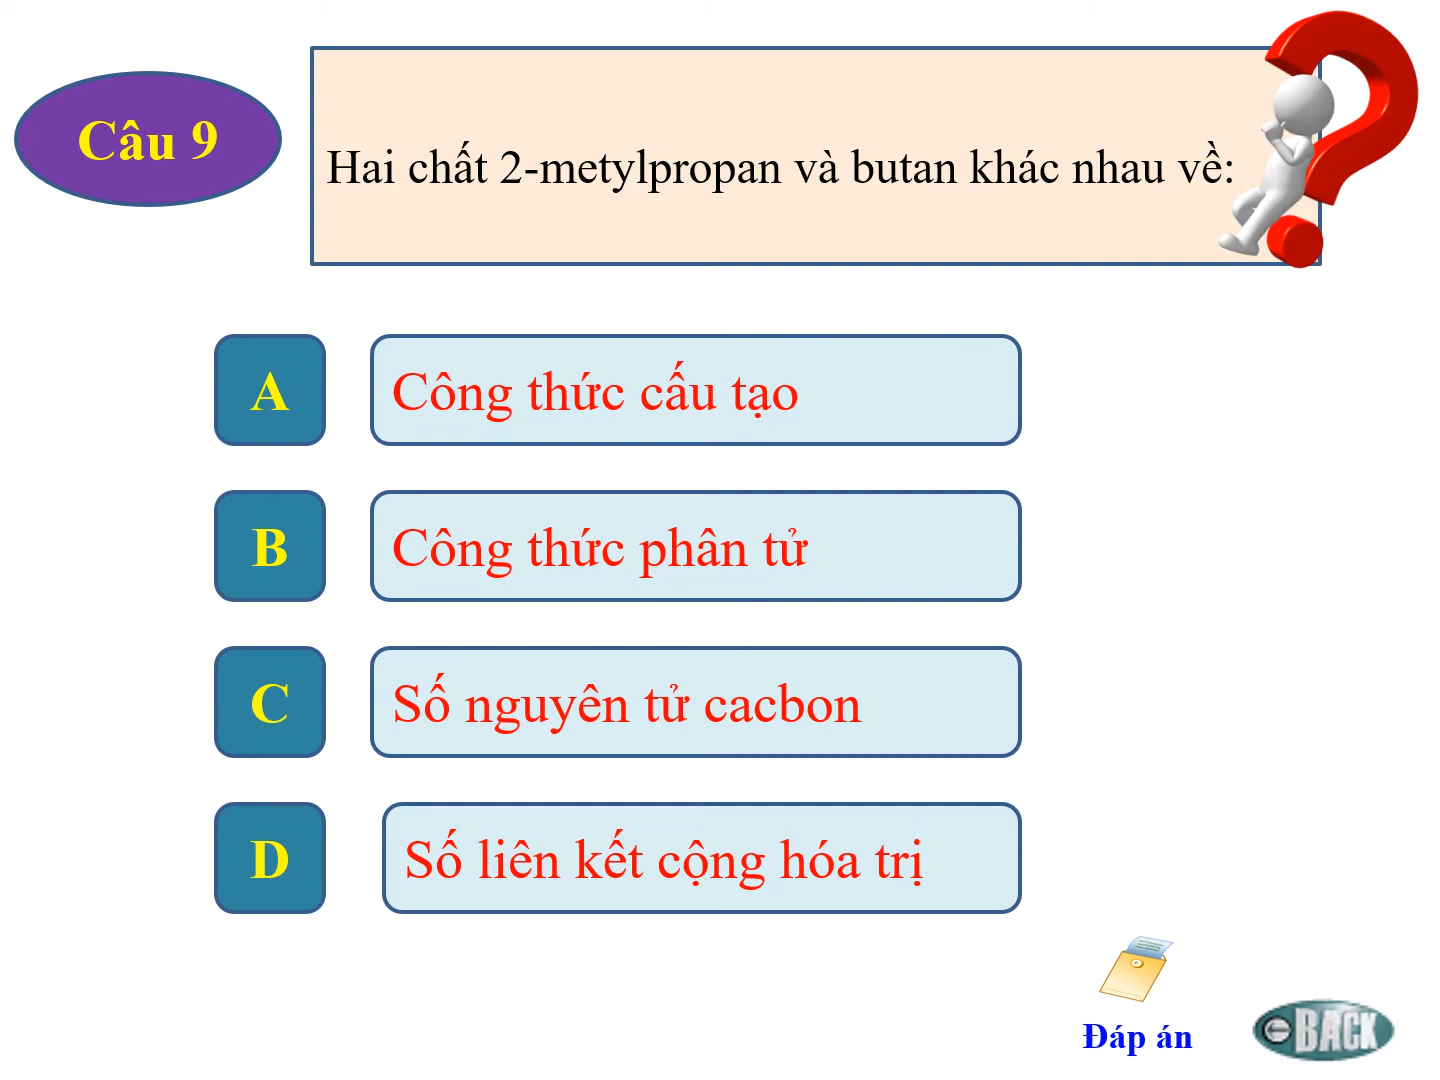 Câu 9
Hai chất 2-metylpropan và butan khác nhau về:
A
Công thức cấu tạo
B
Công thức phân tử
C
Số nguyên tử cacbon
D
Số liên kết cộng hóa trị
Đáp án
BACK